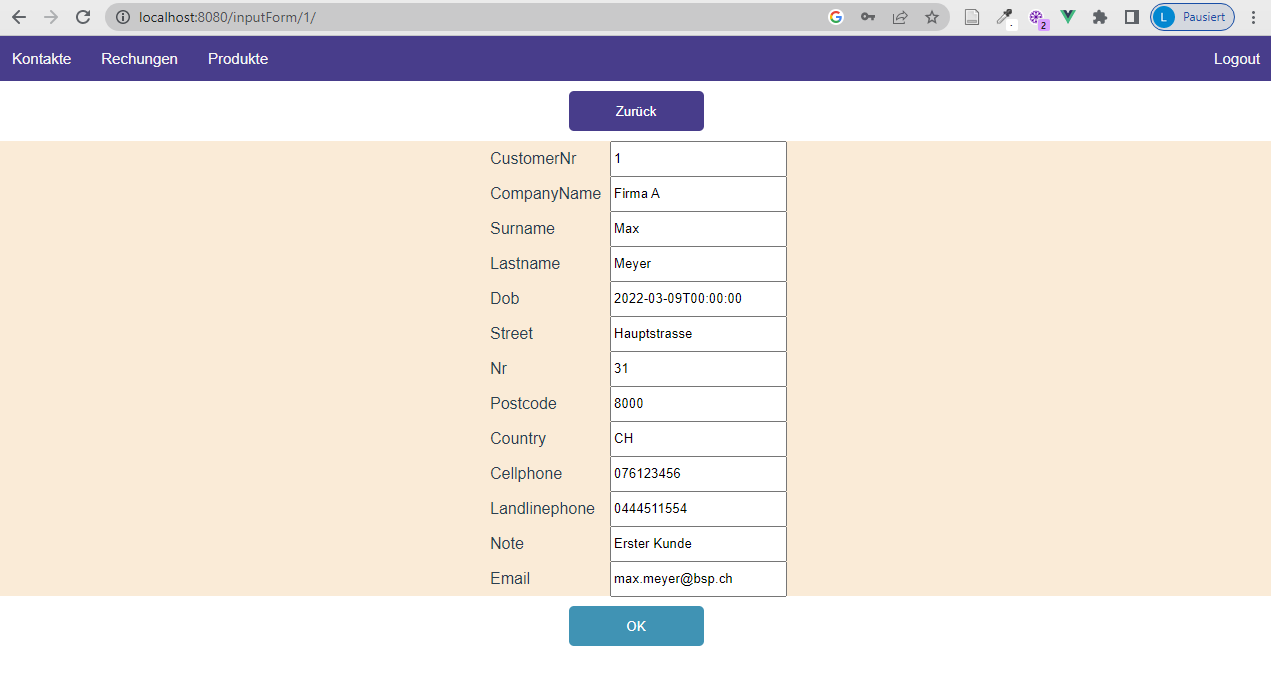 localhost:8080/inputForm/1/
2
L Pausiert
Kontakte Rechungen Produkte Logout
Zurück
CustomerNr 1
CompanyName Firma A
Surname Max
Lastname Meyer
Dob 2022-03-09T00:00:00
Street Hauptstrasse
Nr 31
Postcode 8000
Country CH
Cellphone 076123456
Landlinephone 0444511554
Note Erster Kunde
Email max.meyer@bsp.ch
OK